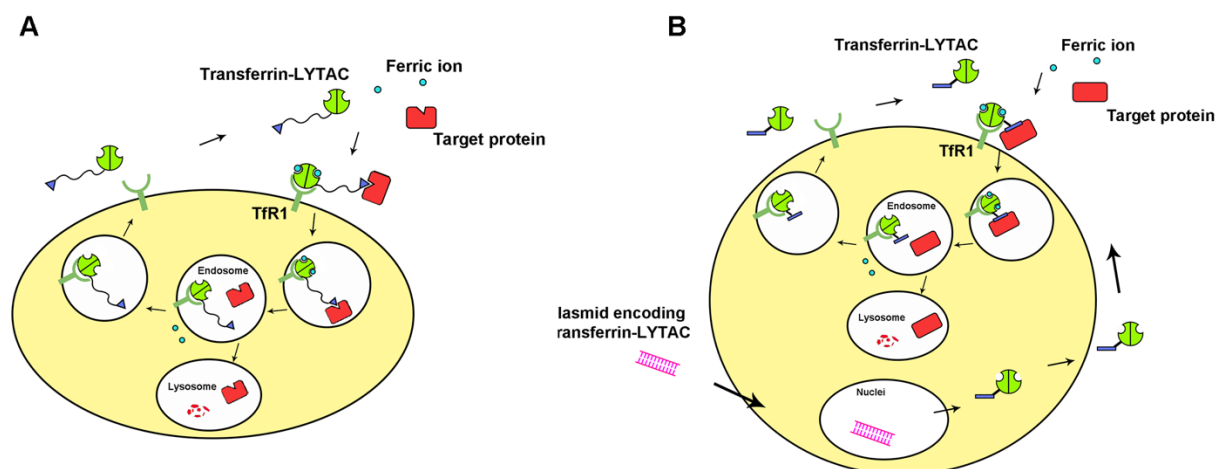 A
Transferrin-LYTAC
Ferric ion
Target protein
TfR1
Endosome
Lysosome
B
Transferrin-LYTAC
Ferric ion
Target protein
TfR1
Endosome
Lysosome
lasmid encoding
ransferrin-LYTAC
Nuclei